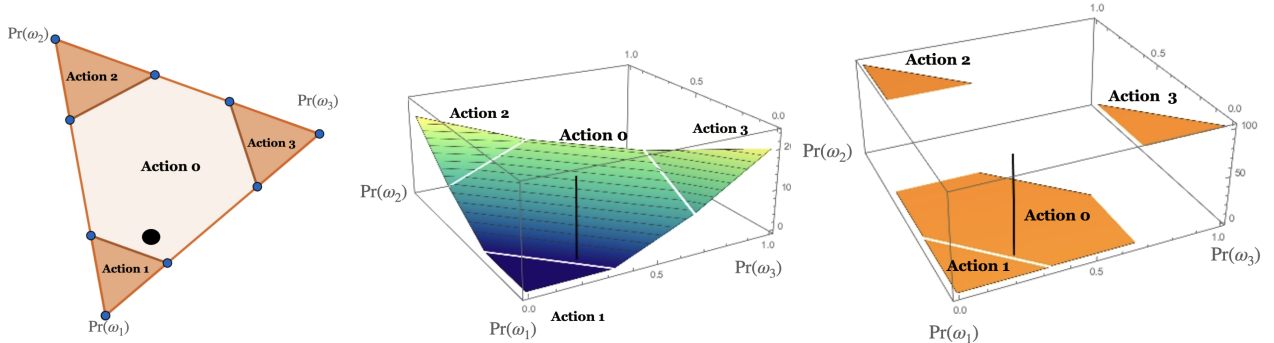 Pr(ω₂)
Action 2
Pr(ω₃)
Action 3
Action 0
Action 1
Pr(ω₁)
1.0
0.5
Action 2
Action 0
Action 3
0.0
20
10
0
Pr(ω₂)
1.0
Pr(ω₃)
0.5
0.0
Action 1
Pr(ω₁)
1.0
Action 2
0.5
Action 3
0.0
100
Pr(ω₂)
50
Action 0
0
1.0
Pr(ω₃)
Action 1
0.5
0.0
Pr(ω₁)